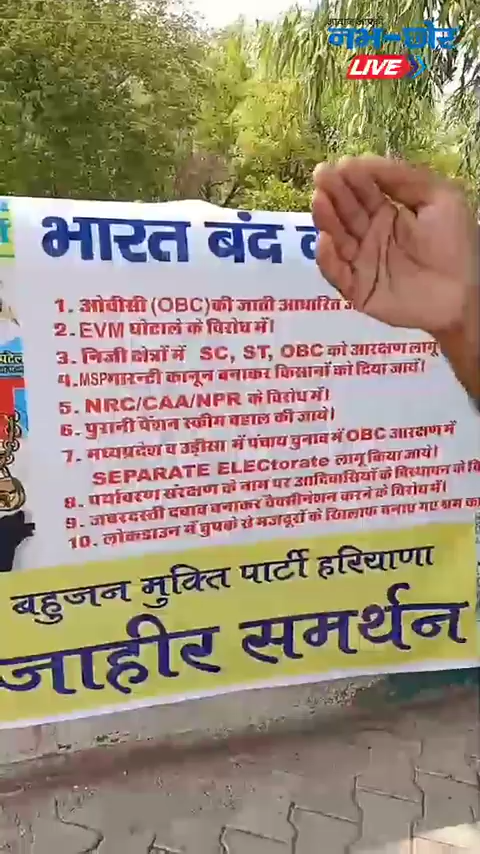 आवाज आपकी
नभ-छोर
LIVE
भारत बंद
1. ओबीसी (OBC) की जाती आधारित
2. EVM घोटाले के विरोध में।
3. निजी क्षेत्रों में SC, ST, OBC को आरक्षण लागू
4. MSP गारन्टी कानून बनाकर किसानों को दिया जाये।
5. NRC/CAA/NPR के विरोध में।
6. पुरानी पेंशन स्कीम बहाल की जाये।
7. मध्यप्रदेश व उड़ीसा में पंचाय चुनाव में OBC आरक्षण में
SEPARATE ELECtorate लागू किया जाये।
8. पर्यावरण संरक्षण के नाम पर आदिवासियों के विस्थापन के
9. जबरदस्ती दबाव बनाकर वैक्सीनेशन करने के विरोध में।
10. लोकडाउन में चुपके से मजदूरों के खिलाफ बनाए गए श्रम
बहुजन मुक्ति पार्टी हरियाणा
जाहीर समर्थन